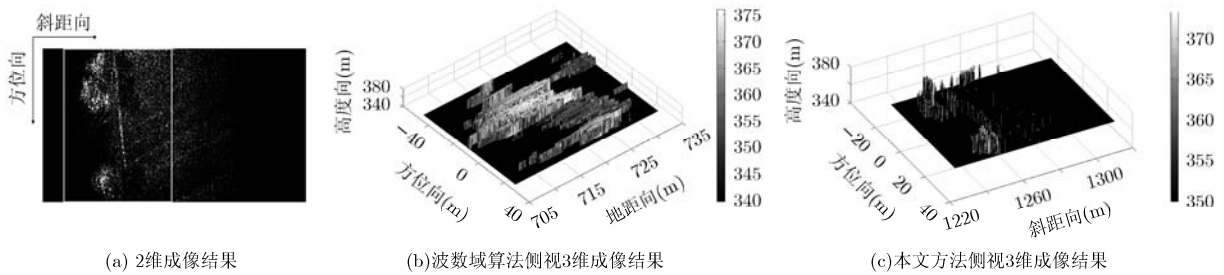 斜距向
方位向
(a) 2维成像结果
高度向(m)
380
340
−40
0
40
方位向(m)
705
715
725
735
地距向(m)
375
370
365
360
355
350
345
340
(b)波数域算法侧视3维成像结果
高度向(m)
380
360
340
−20
0
20
40
方位向(m)
1220
1260
1300
斜距向(m)
370
365
360
355
350
(c)本文方法侧视3维成像结果